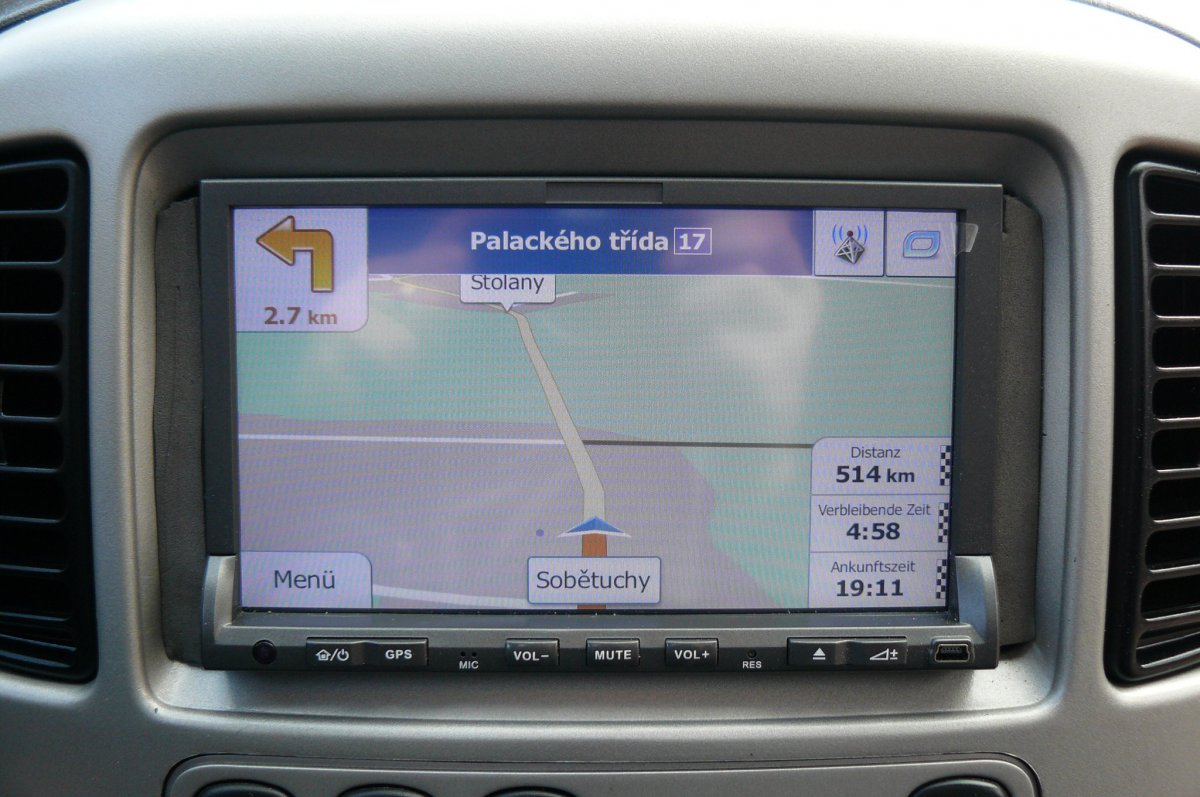 Palackého třída 17
2.7 km
Stolany
Distanz
514 km
Verbleibende Zeit
4:58
Ankunftszeit
19:11
Menü
Sobětuchy
GPS
MIC
VOL−
MUTE
VOL+
RES